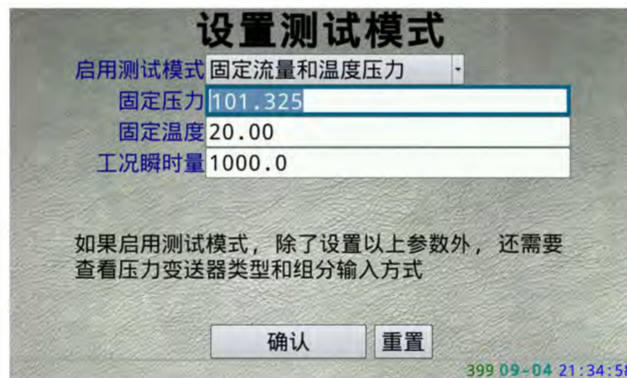 设置测试模式
启用测试模式 固定流量和温度压力
固定压力 101.325
固定温度 20.00
工况瞬时量 1000.0
如果启用测试模式，除了设置以上参数外，还需要
查看压力变送器类型和组分输入方式
确认 重置
399 09-04 21:34:58